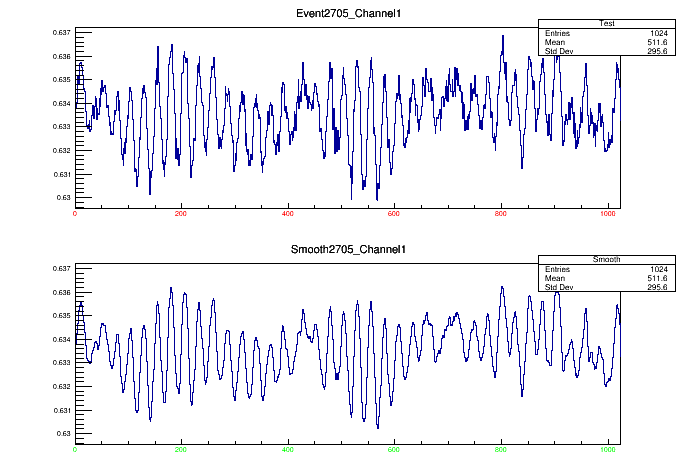 Event2705_Channel1
Test
Entries 1024
Mean 511.6
Std Dev 295.6
0.637
0.636
0.635
0.634
0.633
0.632
0.631
0.63
0 200 400 600 800 1000
Smooth2705_Channel1
Smooth
Entries 1024
Mean 511.6
Std Dev 295.6
0.637
0.636
0.635
0.634
0.633
0.632
0.631
0.63
0 200 400 600 800 1000